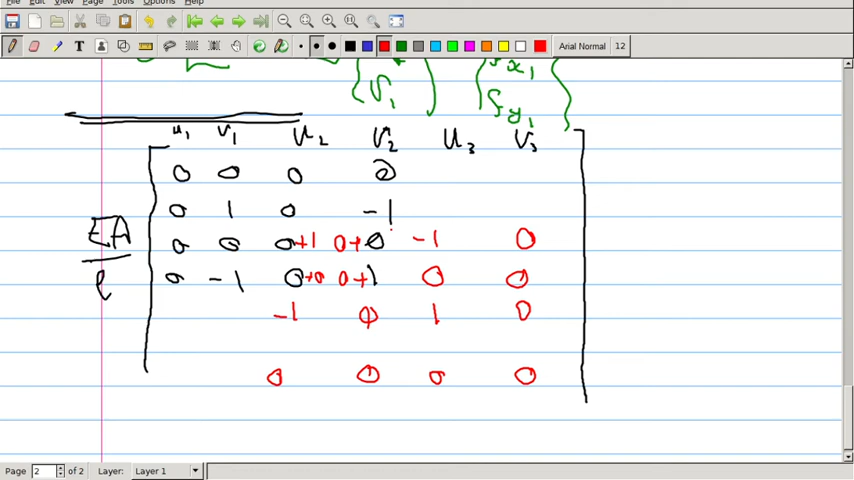 File Edit View Tools Options Help
Arial Normal 12
V₁
fx₁
fy₁
u₁ v₁ u₂ v₂ u₃ v₃
0 0 0 0
0 1 0 -1
EA/l
0 0 0+1 0+0 -1 0
0 -1 0+0 0+1 0 0
-1 0 1 0
0 0 0 0
Page 2 of 2 Layer: Layer 1